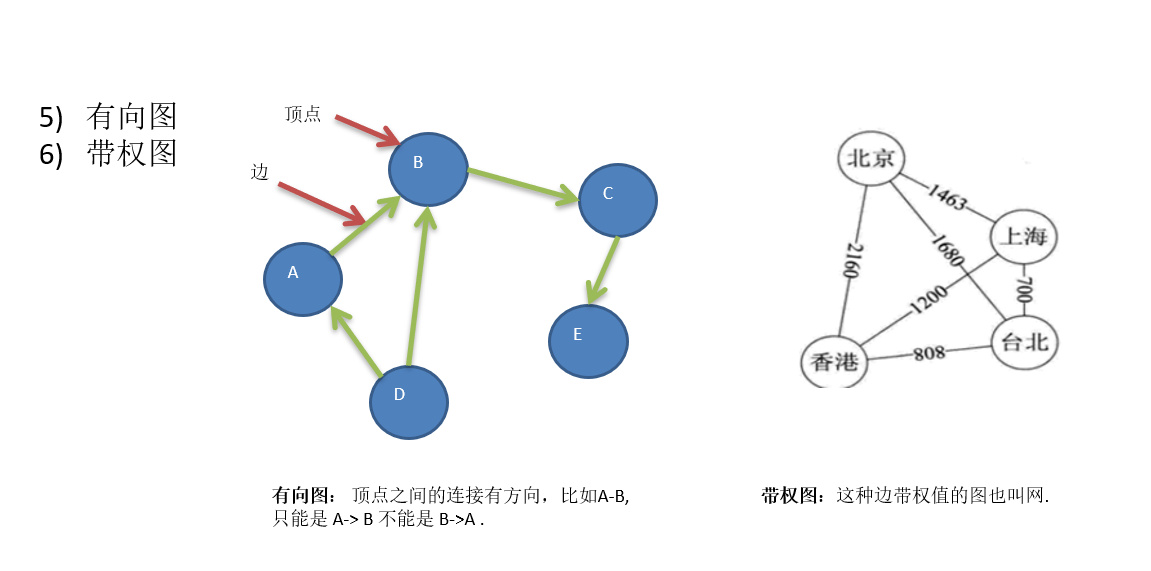 5) 有向图
6) 带权图
顶点
边
B
C
A
E
D
有向图： 顶点之间的连接有方向，比如A-B,
只能是 A-> B 不能是 B->A .
北京
1463
上海
2160
1680
1200
700
香港
808
台北
带权图：这种边带权值的图也叫网.